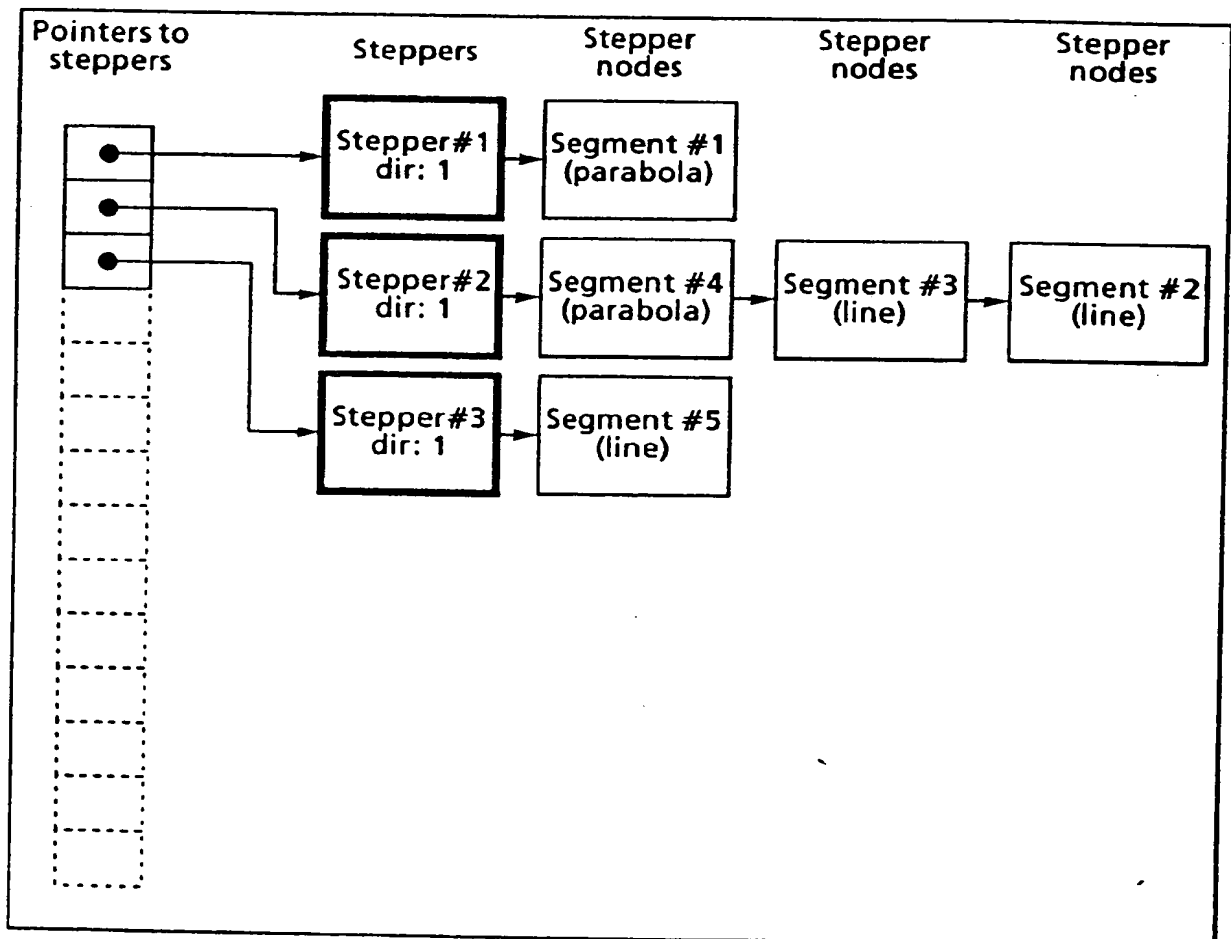 Pointers to
steppers
Steppers
Stepper
nodes
Stepper
nodes
Stepper
nodes
Stepper#1
dir: 1
Segment #1
(parabola)
Stepper#2
dir: 1
Segment #4
(parabola)
Segment #3
(line)
Segment #2
(line)
Stepper#3
dir: 1
Segment #5
(line)